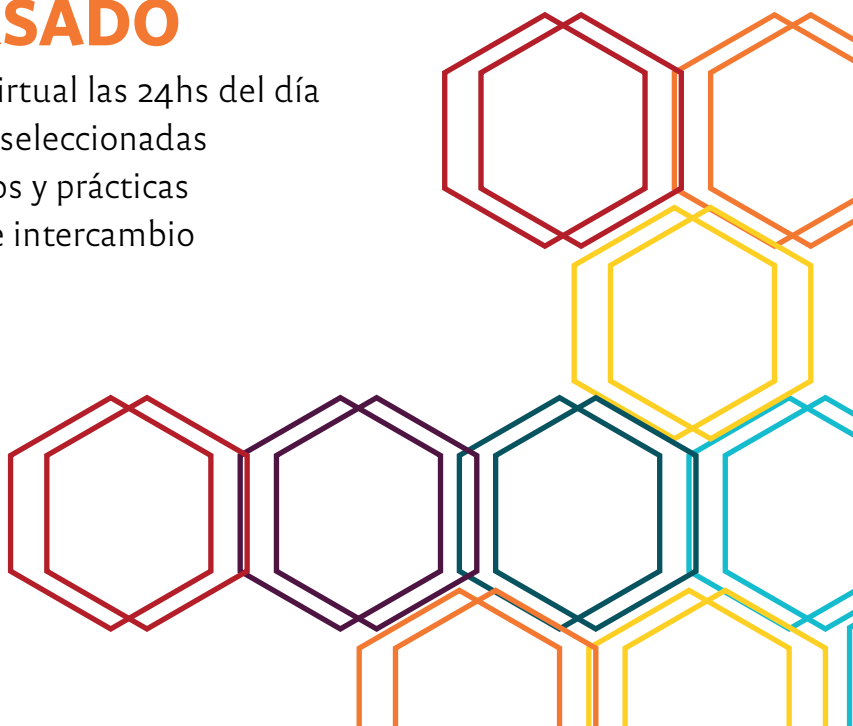 SADO
irtual las 24hs del día
seleccionadas
os y prácticas
e intercambio